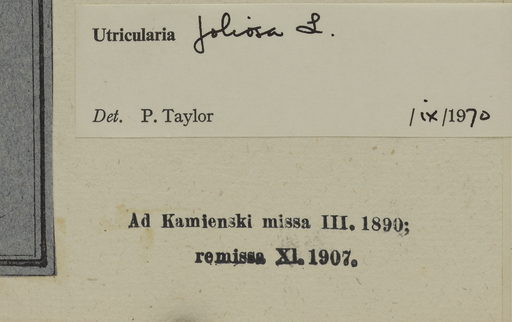 Utricularia foliosa L.
Det. P. Taylor /ix/1970
Ad Kamienski missa III. 1890;
remissa XI. 1907.